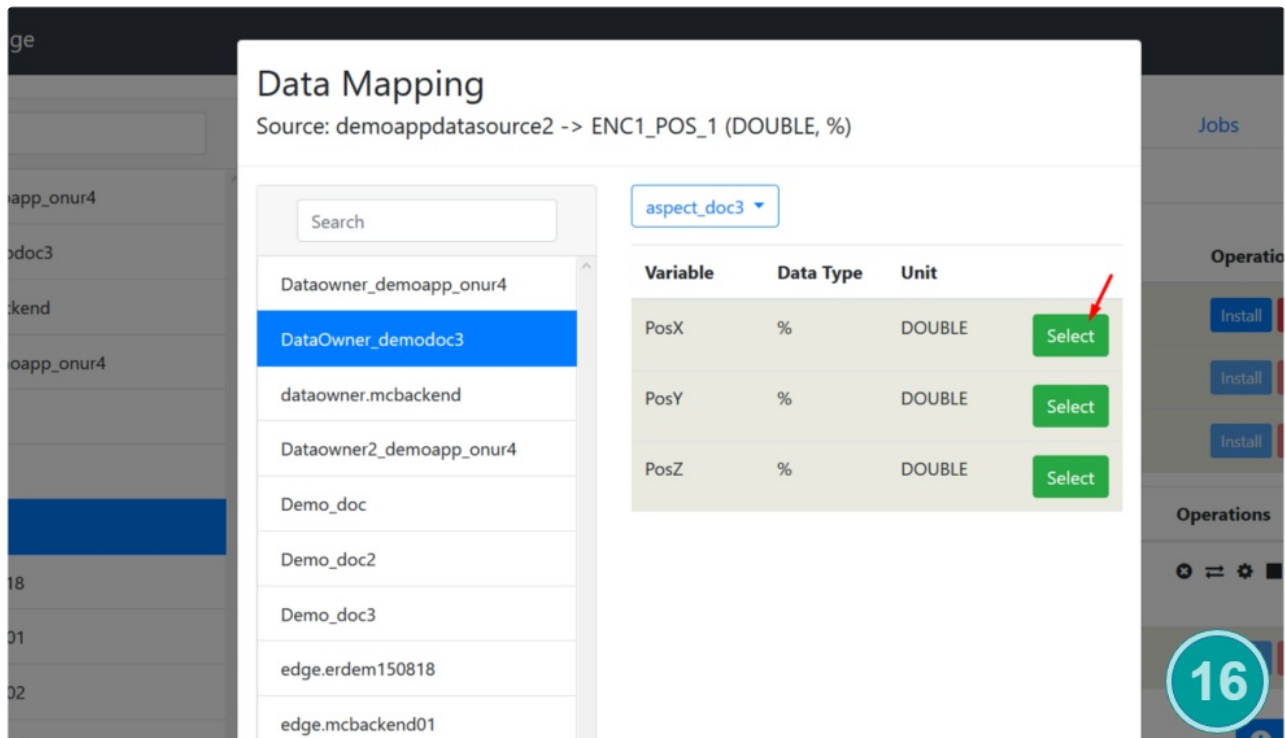 ge
Data Mapping
Source: demoappdatasource2 -> ENC1_POS_1 (DOUBLE, %)
Jobs
app_onur4
doc3
kend
oapp_onur4
18
01
02
Search
Dataowner_demoapp_onur4
DataOwner_demodoc3
dataowner.mcbackend
Dataowner2_demoapp_onur4
Demo_doc
Demo_doc2
Demo_doc3
edge.erdem150818
edge.mcbackend01
aspect_doc3
Variable Data Type Unit
PosX % DOUBLE Select
PosY % DOUBLE Select
PosZ % DOUBLE Select
Operatio
Install
Install
Install
Operations
16